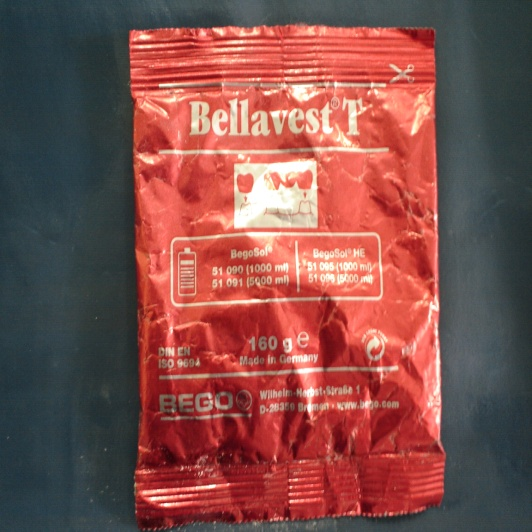 Bellavest® T
BegoSol®
51 090 (1000 ml)
51 091 (5000 ml)
BegoSol® HE
51 095 (1000 ml)
51 096 (5000 ml)
160 g e
Made in Germany
DIN EN
ISO 9694
BEGO
Wilhelm-Herbst-Straße 1
D-28359 Bremen · www.bego.com